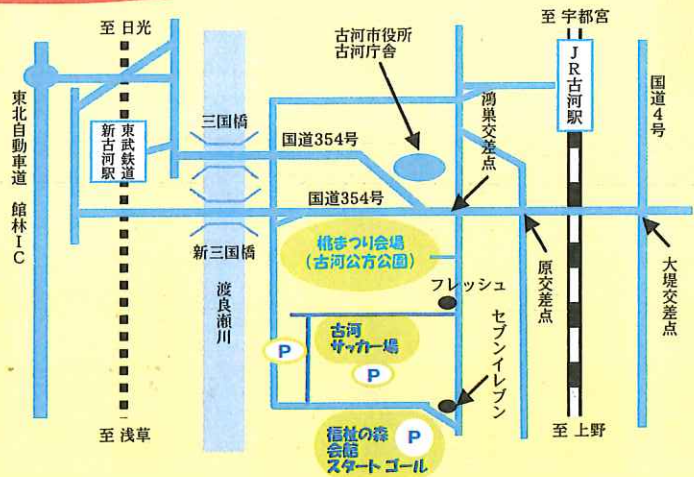 至 日光
至 宇都宮
古河市役所
古河庁舎
JR古河駅
国道4号
鴻巣交差点
三国橋
国道354号
東武鉄道
新古河駅
東北自動車道 館林IC
国道354号
新三国橋
桃まつり会場
(古河公方公園)
原交差点
大堤交差点
渡良瀬川
フレッシュ
セブンイレブン
古河
サッカー場
P
P
至 浅草
至 上野
福祉の森
会館
スタート ゴール
P